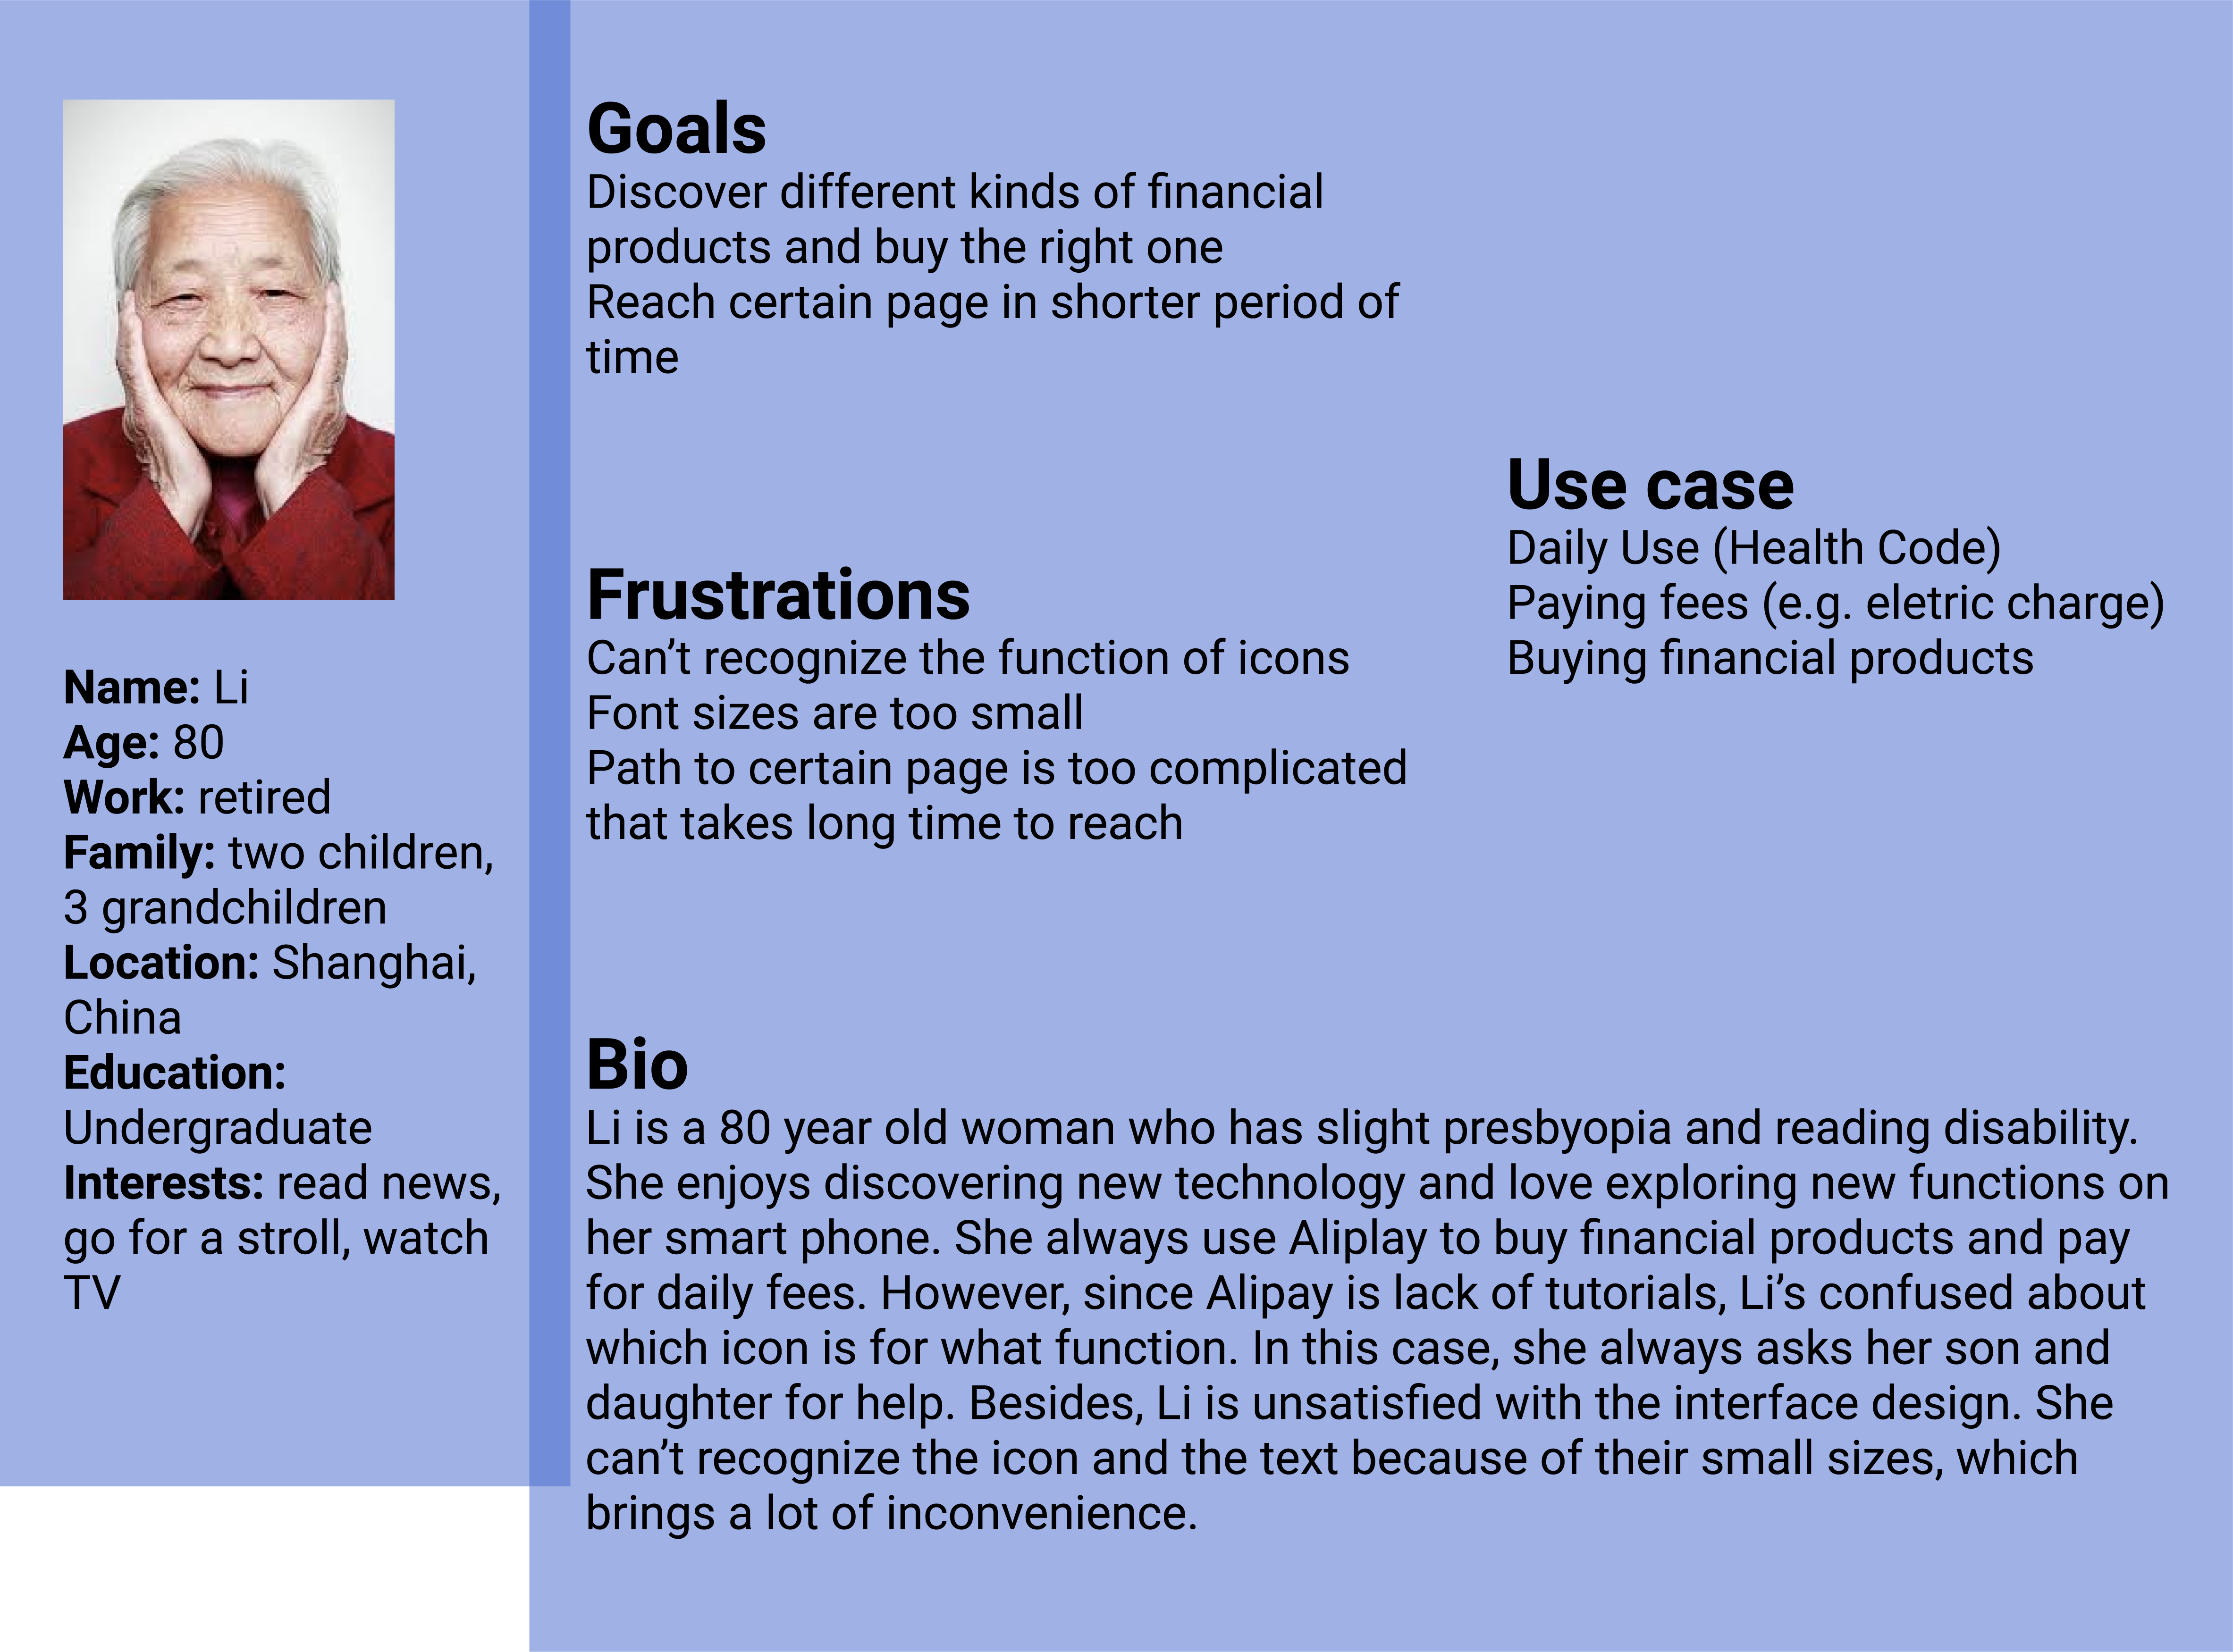 Name: Li
Age: 80
Work: retired
Family: two children,
3 grandchildren
Location: Shanghai,
China
Education:
Undergraduate
Interests: read news,
go for a stroll, watch
TV
Goals
Discover different kinds of financial
products and buy the right one
Reach certain page in shorter period of
time
Frustrations
Can’t recognize the function of icons
Font sizes are too small
Path to certain page is too complicated
that takes long time to reach
Use case
Daily Use (Health Code)
Paying fees (e.g. eletric charge)
Buying financial products
Bio
Li is a 80 year old woman who has slight presbyopia and reading disability.
She enjoys discovering new technology and love exploring new functions on
her smart phone. She always use Aliplay to buy financial products and pay
for daily fees. However, since Alipay is lack of tutorials, Li’s confused about
which icon is for what function. In this case, she always asks her son and
daughter for help. Besides, Li is unsatisfied with the interface design. She
can’t recognize the icon and the text because of their small sizes, which
brings a lot of inconvenience.